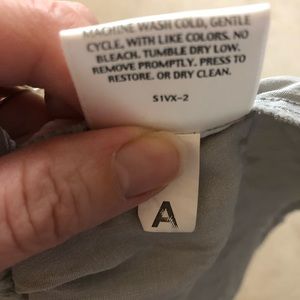 MACHINE WASH COLD, GENTLE
CYCLE, WITH LIKE COLORS. NO
BLEACH. TUMBLE DRY LOW.
REMOVE PROMPTLY. PRESS TO
RESTORE. OR DRY CLEAN.
S1VX-2
A